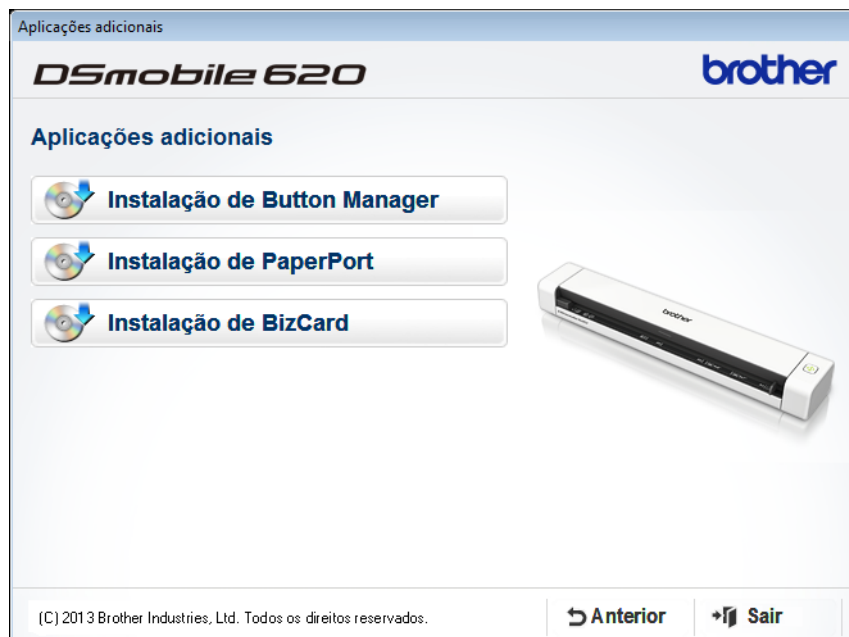 Aplicações adicionais
DSmobile 620
brother
Aplicações adicionais
Instalação de Button Manager
Instalação de PaperPort
Instalação de BizCard
brother
(C) 2013 Brother Industries, Ltd. Todos os direitos reservados.
Anterior
Sair